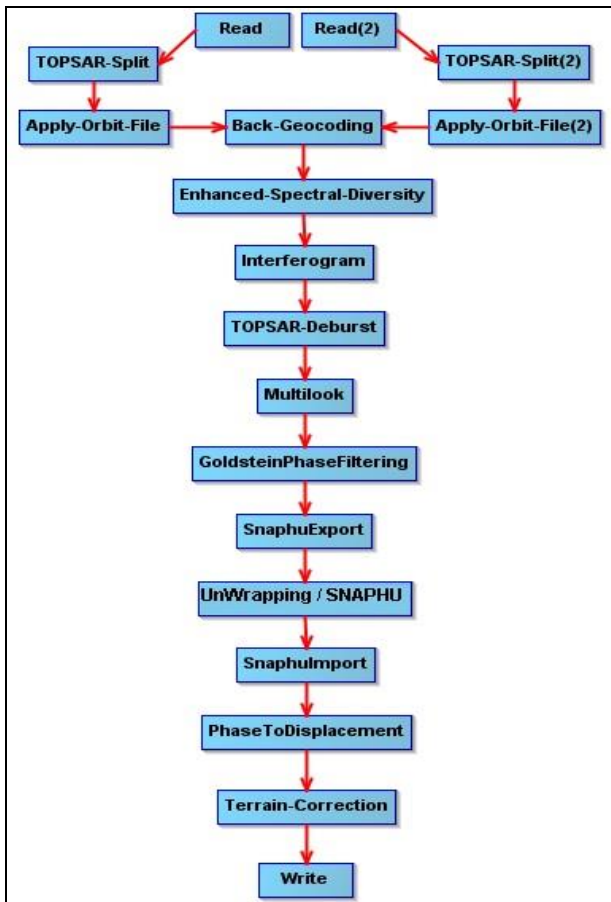 Read
Read(2)
TOPSAR-Split
TOPSAR-Split(2)
Apply-Orbit-File
Back-Geocoding
Apply-Orbit-File(2)
Enhanced-Spectral-Diversity
Interferogram
TOPSAR-Deburst
Multilook
GoldsteinPhaseFiltering
SnaphuExport
UnWrapping / SNAPHU
SnaphuImport
PhaseToDisplacement
Terrain-Correction
Write